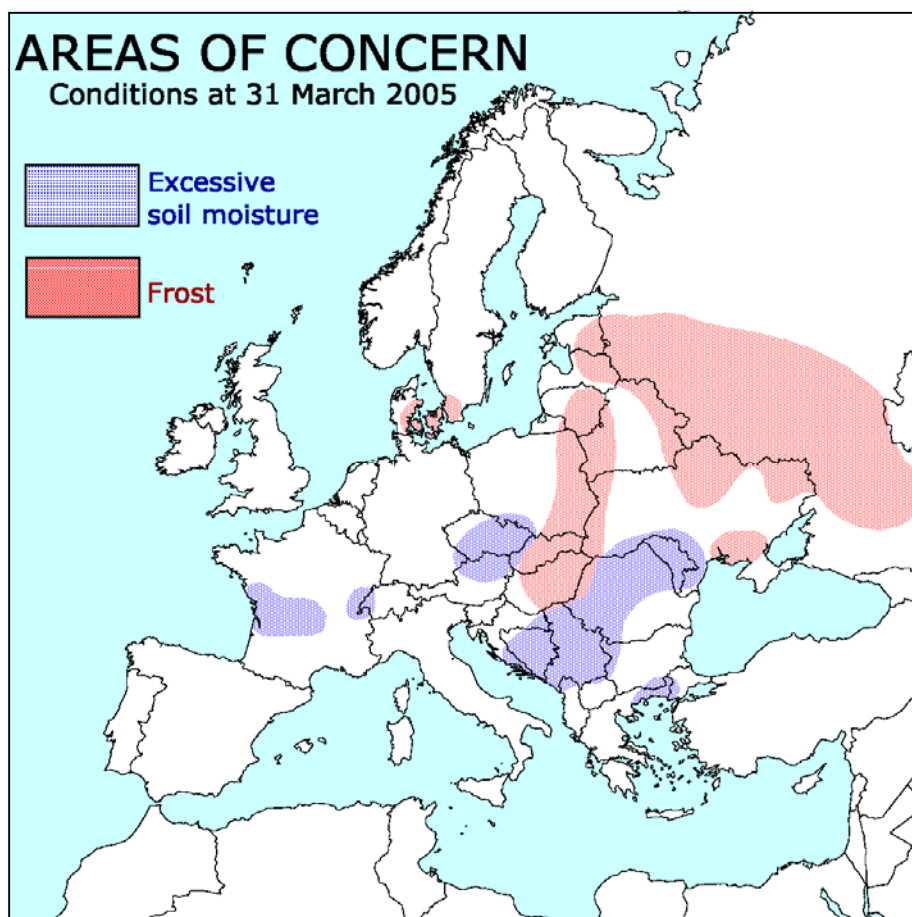 AREAS OF CONCERN
Conditions at 31 March 2005
Excessive
soil moisture
Frost